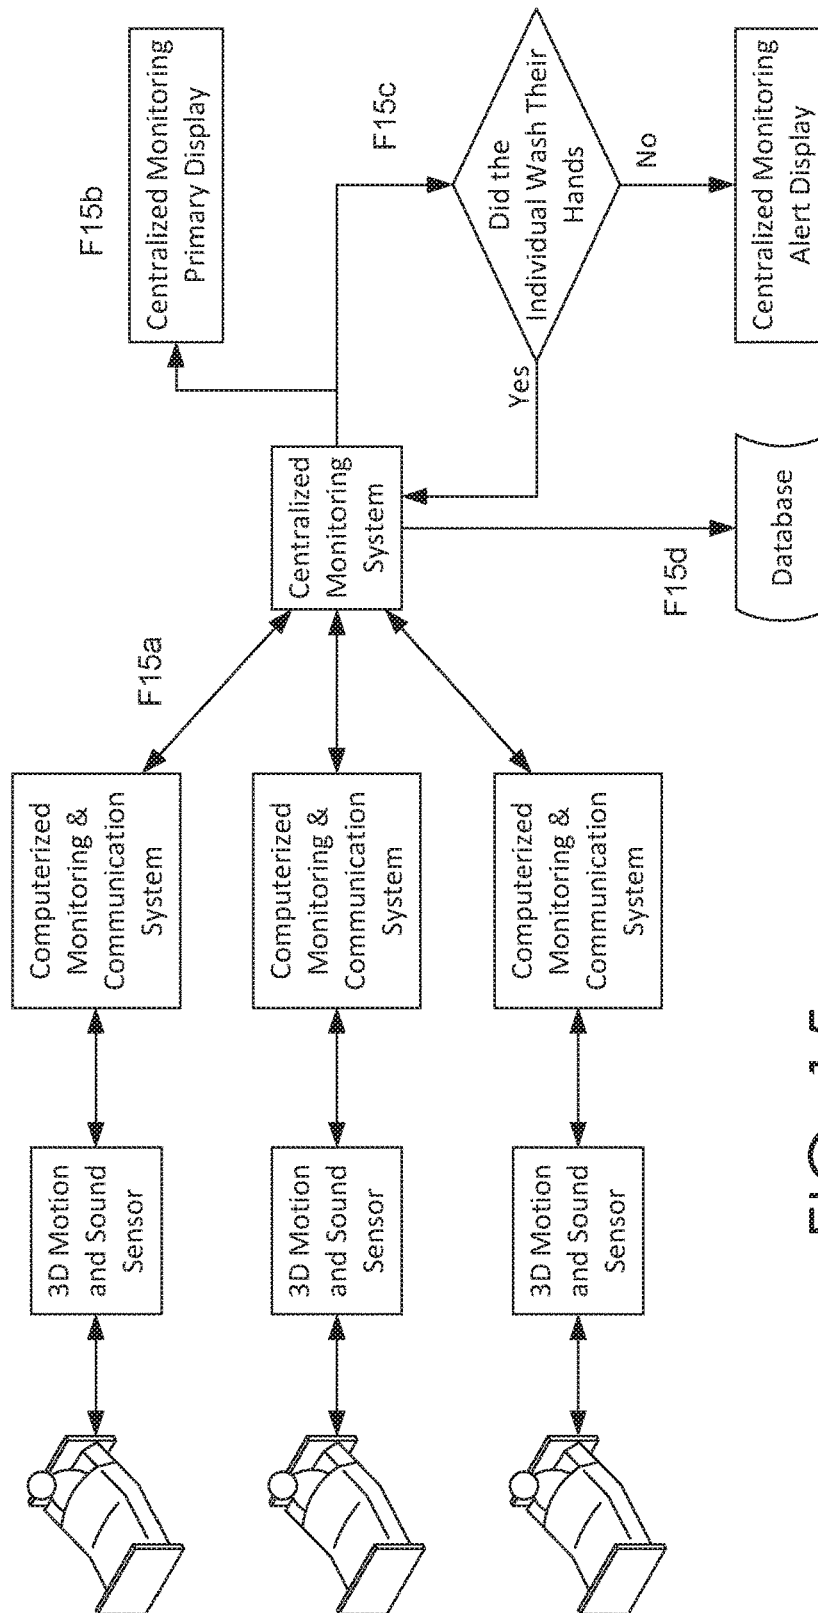 3D Motion
and Sound
Sensor
Computerized
Monitoring &
Communication
System
F15a
3D Motion
and Sound
Sensor
Computerized
Monitoring &
Communication
System
3D Motion
and Sound
Sensor
Computerized
Monitoring &
Communication
System
Centralized
Monitoring
System
F15b
Centralized Monitoring
Primary Display
F15c
Did the
Individual Wash Their
Hands
Yes
No
F15d
Database
Centralized Monitoring
Alert Display